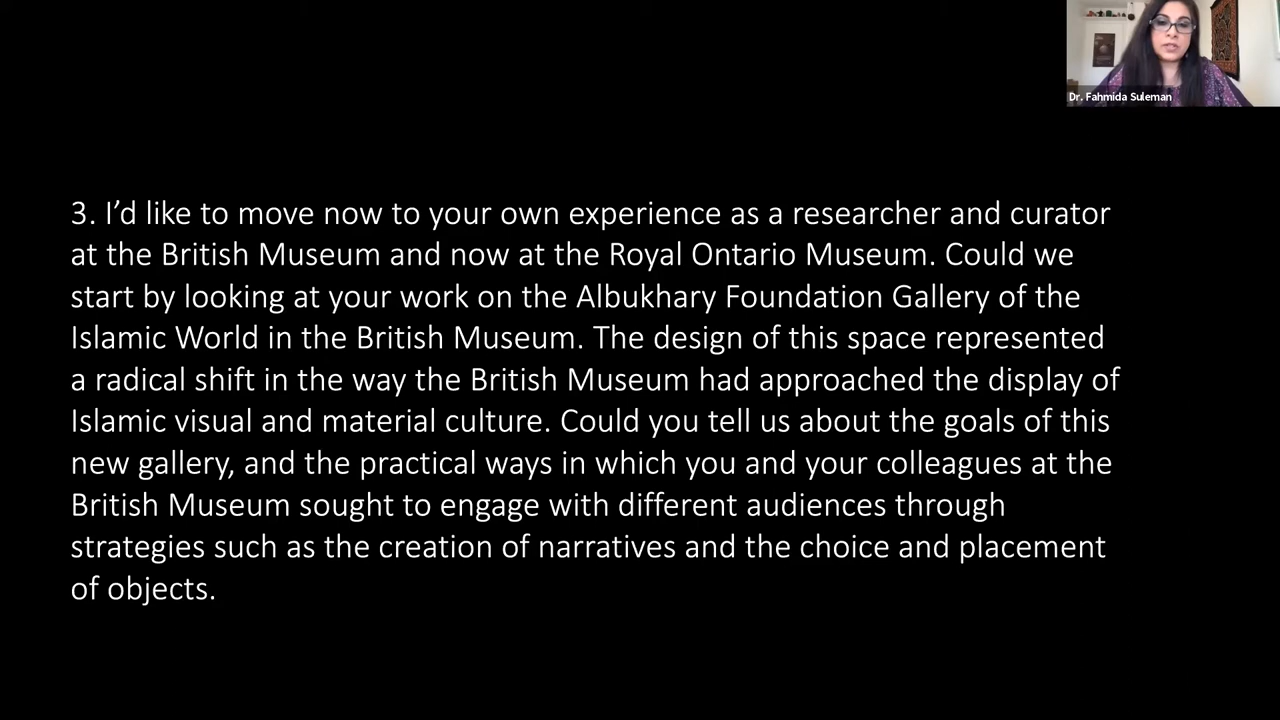 Dr. Fahmida Suleman
3. I’d like to move now to your own experience as a researcher and curator
at the British Museum and now at the Royal Ontario Museum. Could we
start by looking at your work on the Albukhary Foundation Gallery of the
Islamic World in the British Museum. The design of this space represented
a radical shift in the way the British Museum had approached the display of
Islamic visual and material culture. Could you tell us about the goals of this
new gallery, and the practical ways in which you and your colleagues at the
British Museum sought to engage with different audiences through
strategies such as the creation of narratives and the choice and placement
of objects.